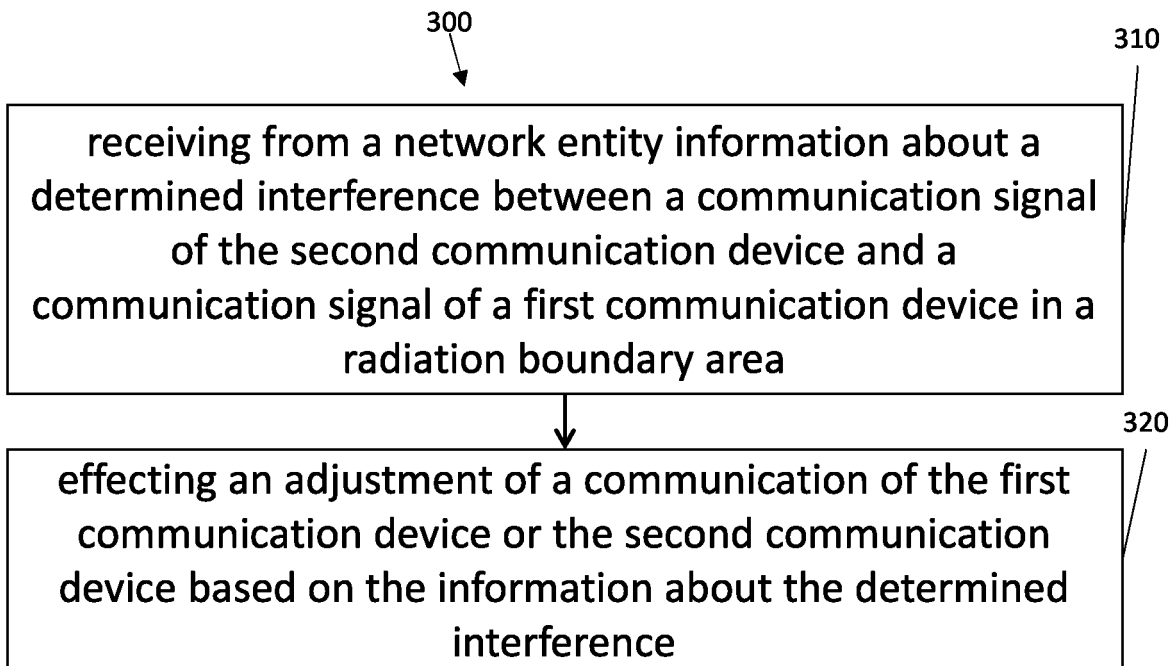 300
310
receiving from a network entity information about a
determined interference between a communication signal
of the second communication device and a
communication signal of a first communication device in a
radiation boundary area
320
effecting an adjustment of a communication of the first
communication device or the second communication
device based on the information about the determined
interference